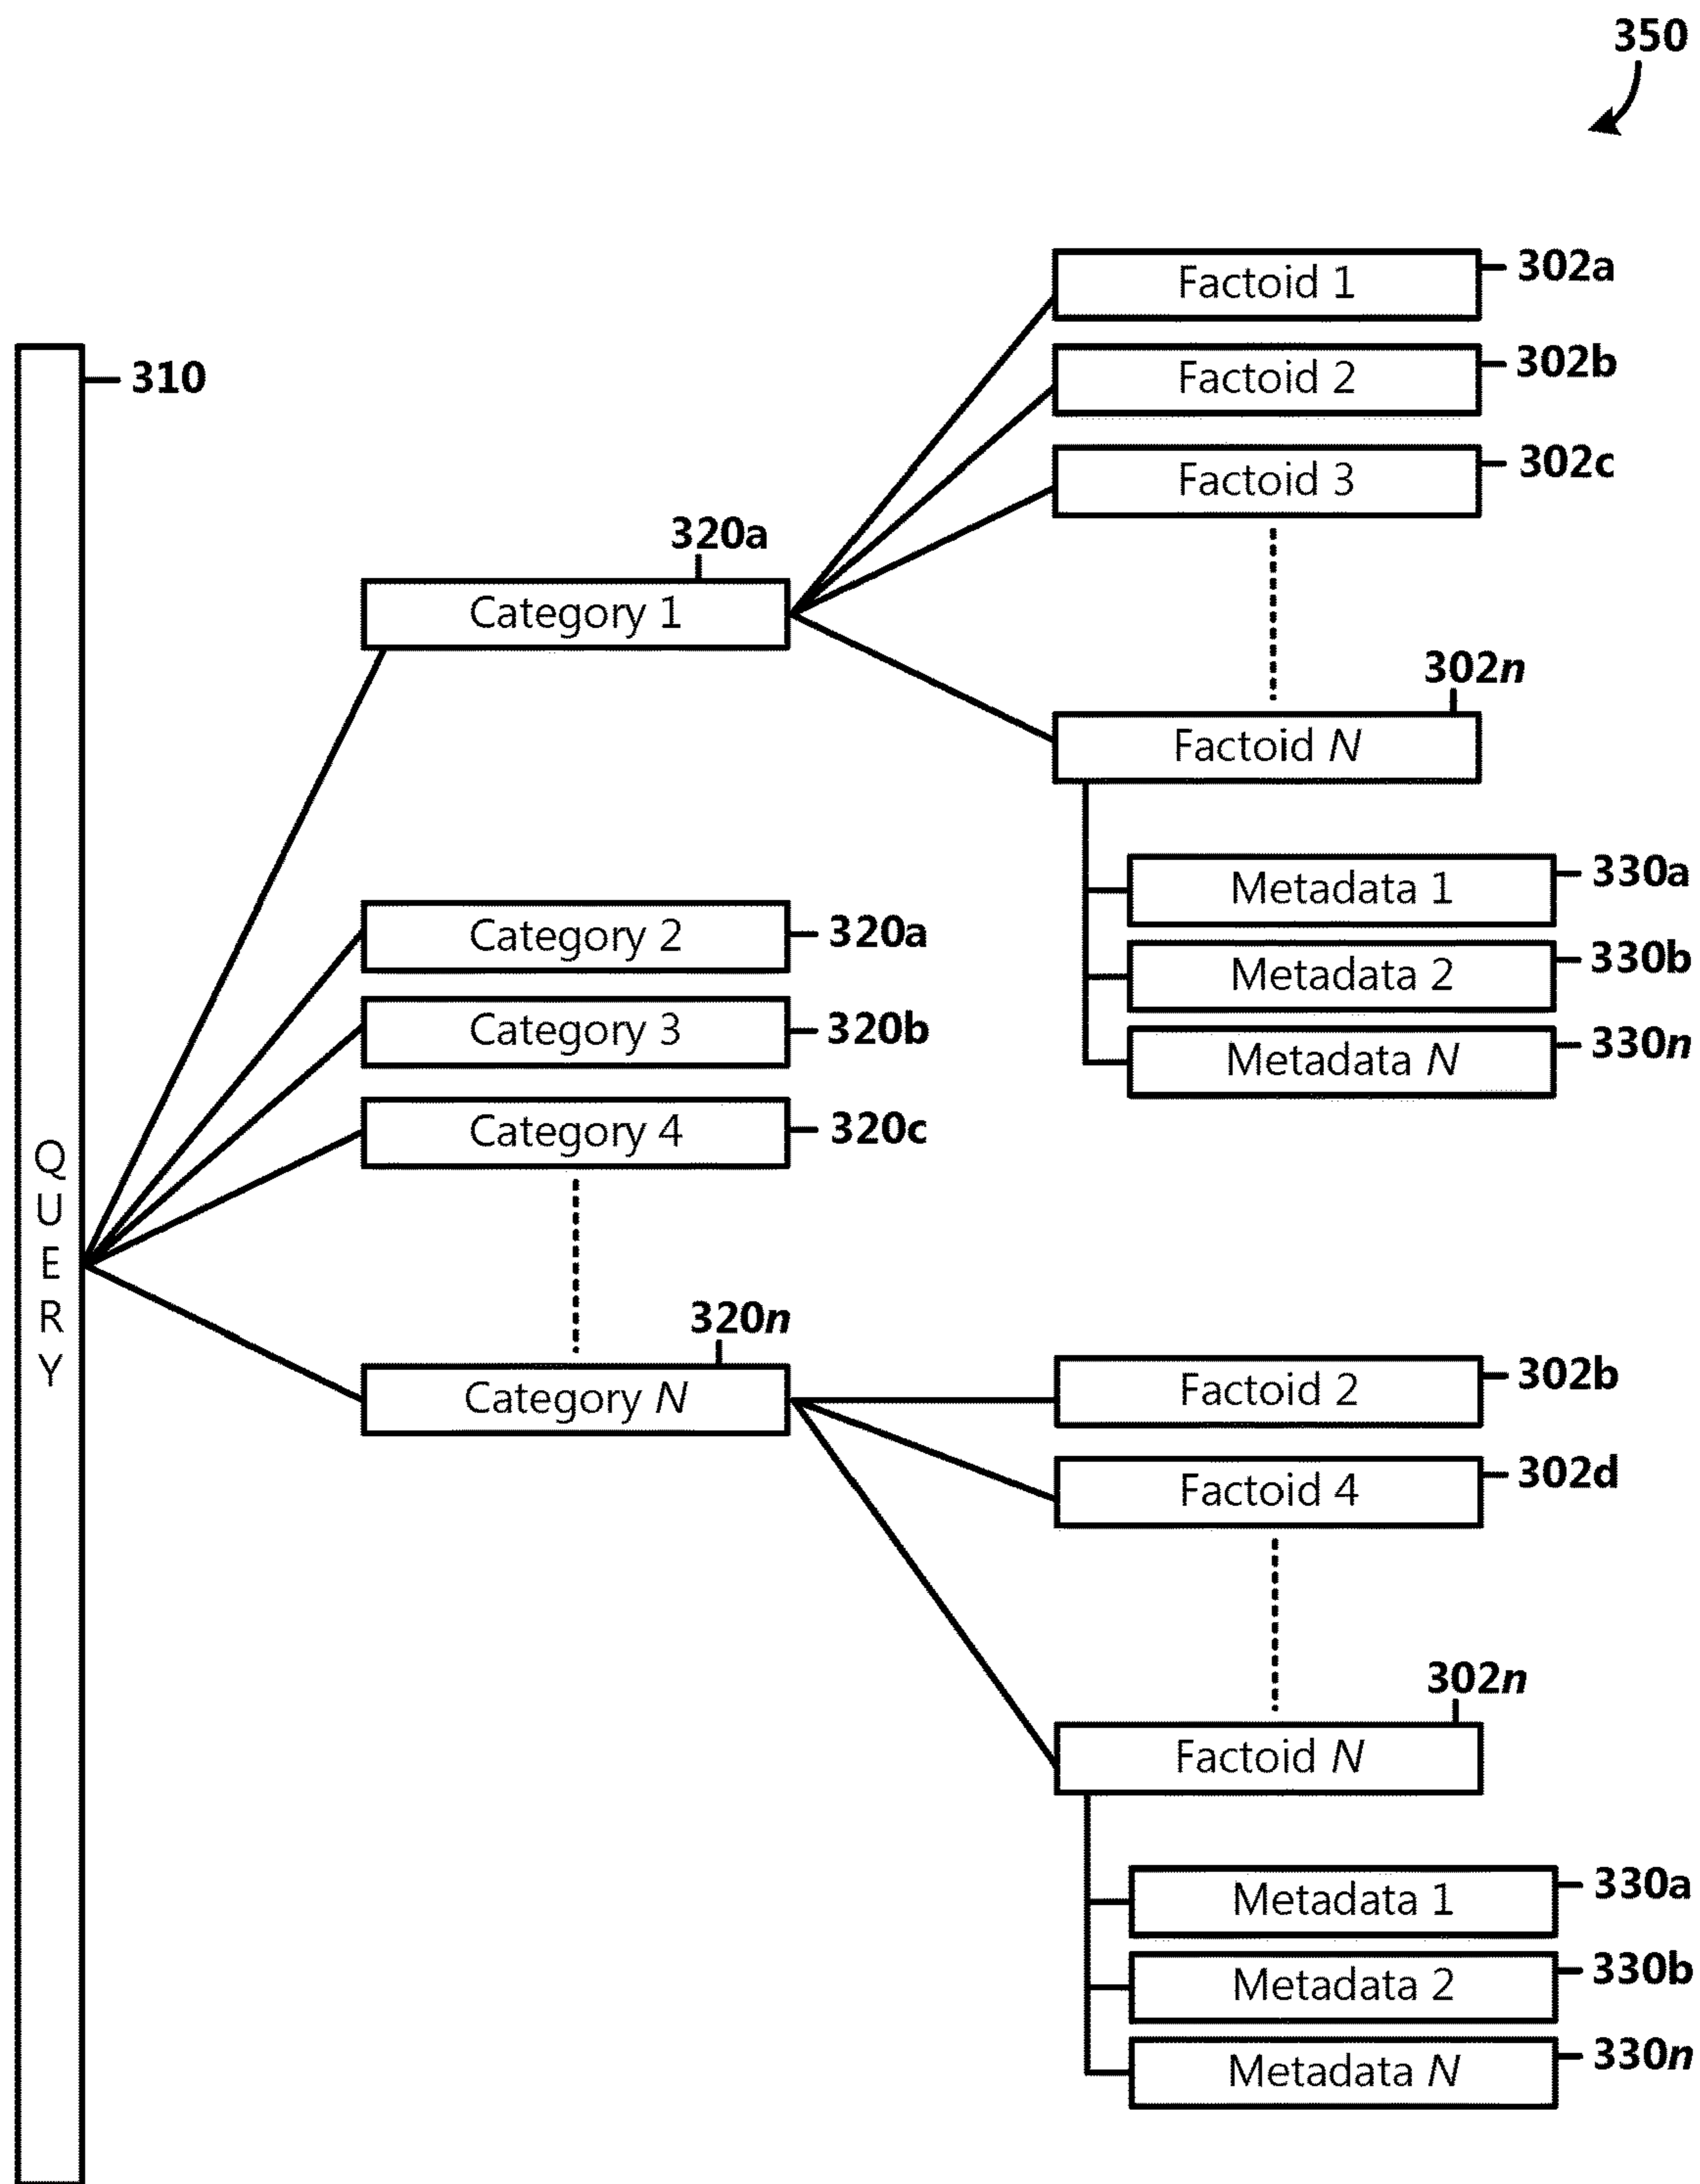 350
Factoid 1
302a
310
Factoid 2
302b
Factoid 3
302c
320a
Category 1
302n
Factoid N
Metadata 1
330a
Category 2
320a
Metadata 2
330b
Category 3
320b
Metadata N
330n
Category 4
320c
QUERY
320n
Category N
Factoid 2
302b
Factoid 4
302d
302n
Factoid N
Metadata 1
330a
Metadata 2
330b
Metadata N
330n